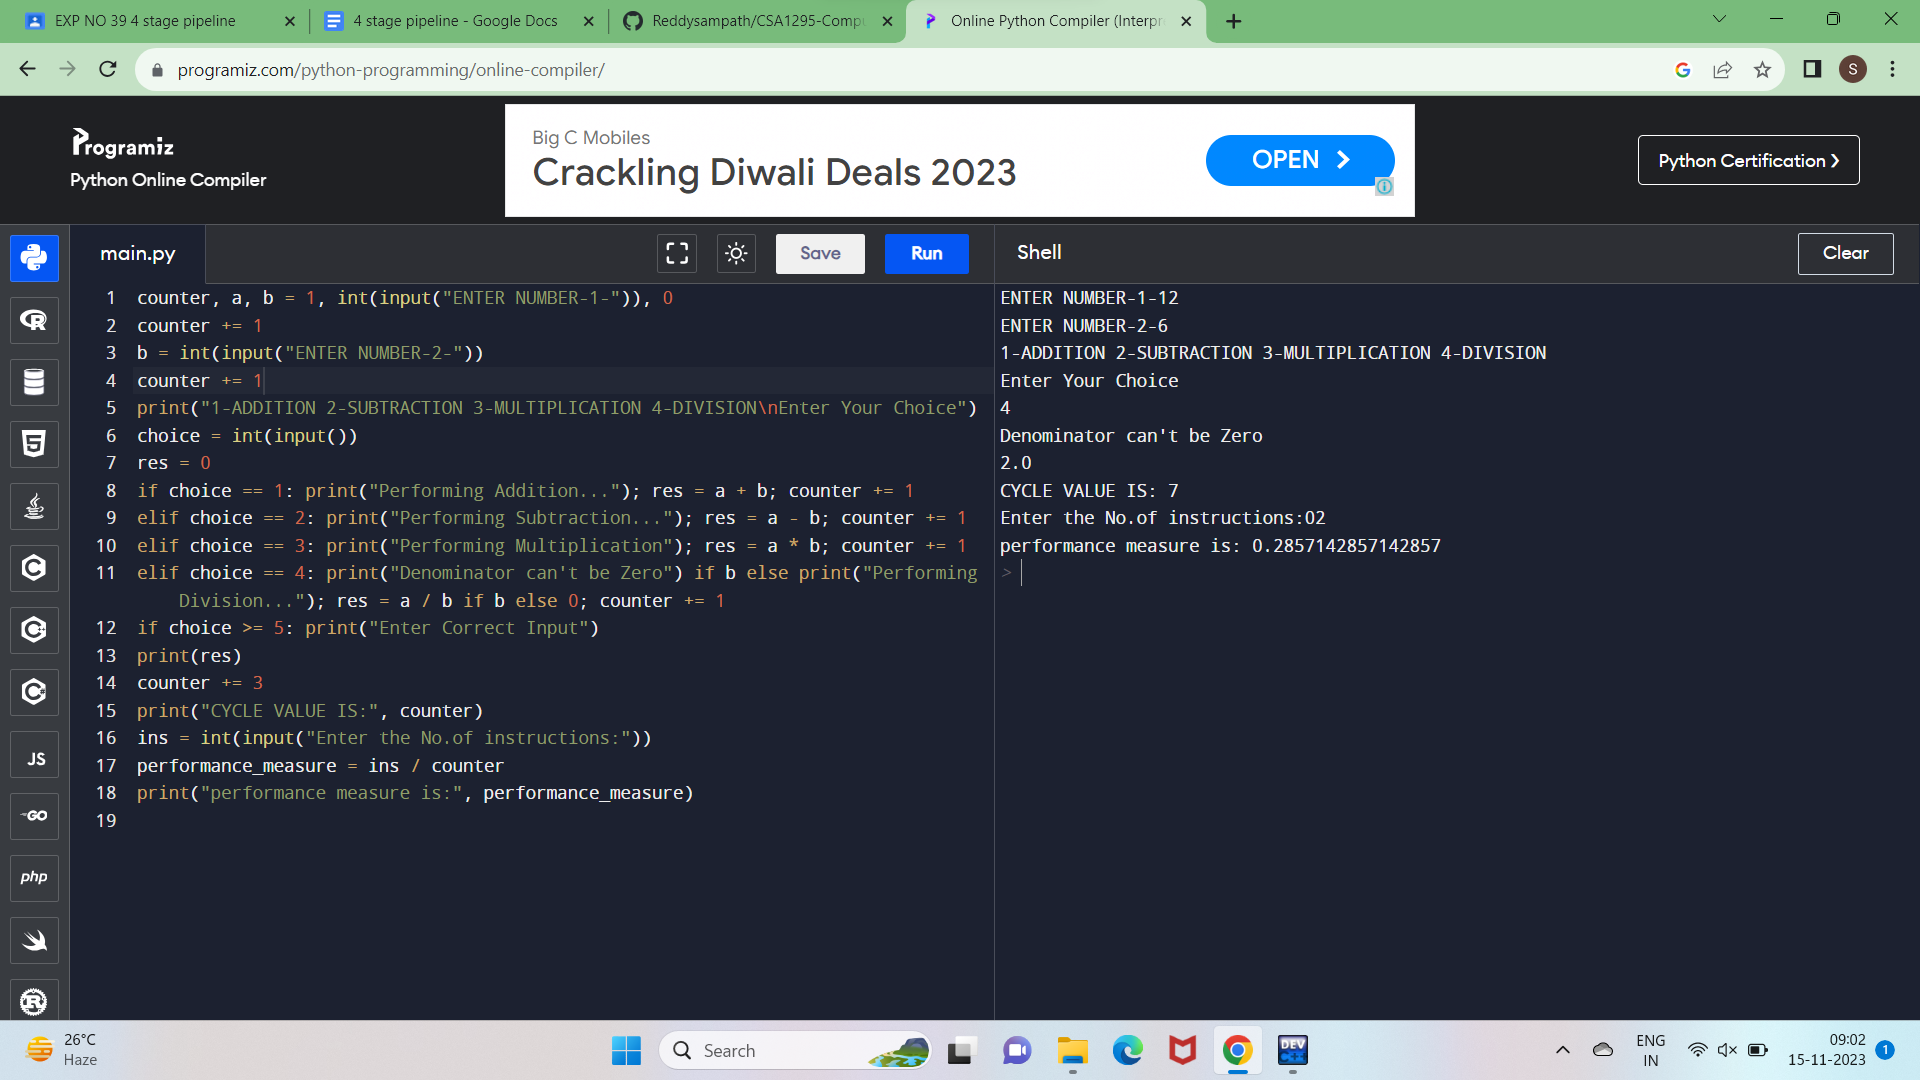 EXP NO 39 4 stage pipeline
4 stage pipeline - Google Docs
Reddysampath/CSA1295-Compu
Online Python Compiler (Interpre
programiz.com/python-programming/online-compiler/
S
Programiz
Python Online Compiler
Big C Mobiles
Crackling Diwali Deals 2023
OPEN
Python Certification
main.py
Save
Run
Shell
Clear
1 counter, a, b = 1, int(input("ENTER NUMBER-1-")), 0
2 counter += 1
3 b = int(input("ENTER NUMBER-2-"))
4 counter += 1
5 print("1-ADDITION 2-SUBTRACTION 3-MULTIPLICATION 4-DIVISION\nEnter Your Choice")
6 choice = int(input())
7 res = 0
8 if choice == 1: print("Performing Addition..."); res = a + b; counter += 1
9 elif choice == 2: print("Performing Subtraction..."); res = a - b; counter += 1
10 elif choice == 3: print("Performing Multiplication"); res = a * b; counter += 1
11 elif choice == 4: print("Denominator can't be Zero") if b else print("Performing
Division..."); res = a / b if b else 0; counter += 1
12 if choice >= 5: print("Enter Correct Input")
13 print(res)
14 counter += 3
15 print("CYCLE VALUE IS:", counter)
16 ins = int(input("Enter the No.of instructions:"))
17 performance_measure = ins / counter
18 print("performance measure is:", performance_measure)
19
ENTER NUMBER-1-12
ENTER NUMBER-2-6
1-ADDITION 2-SUBTRACTION 3-MULTIPLICATION 4-DIVISION
Enter Your Choice
4
Denominator can't be Zero
2.0
CYCLE VALUE IS: 7
Enter the No.of instructions:02
performance measure is: 0.2857142857142857
>
R
5
C
C
C
JS
GO
php
R
26°C
Haze
Search
DEV
C++
ENG
IN
09:02
15-11-2023
1